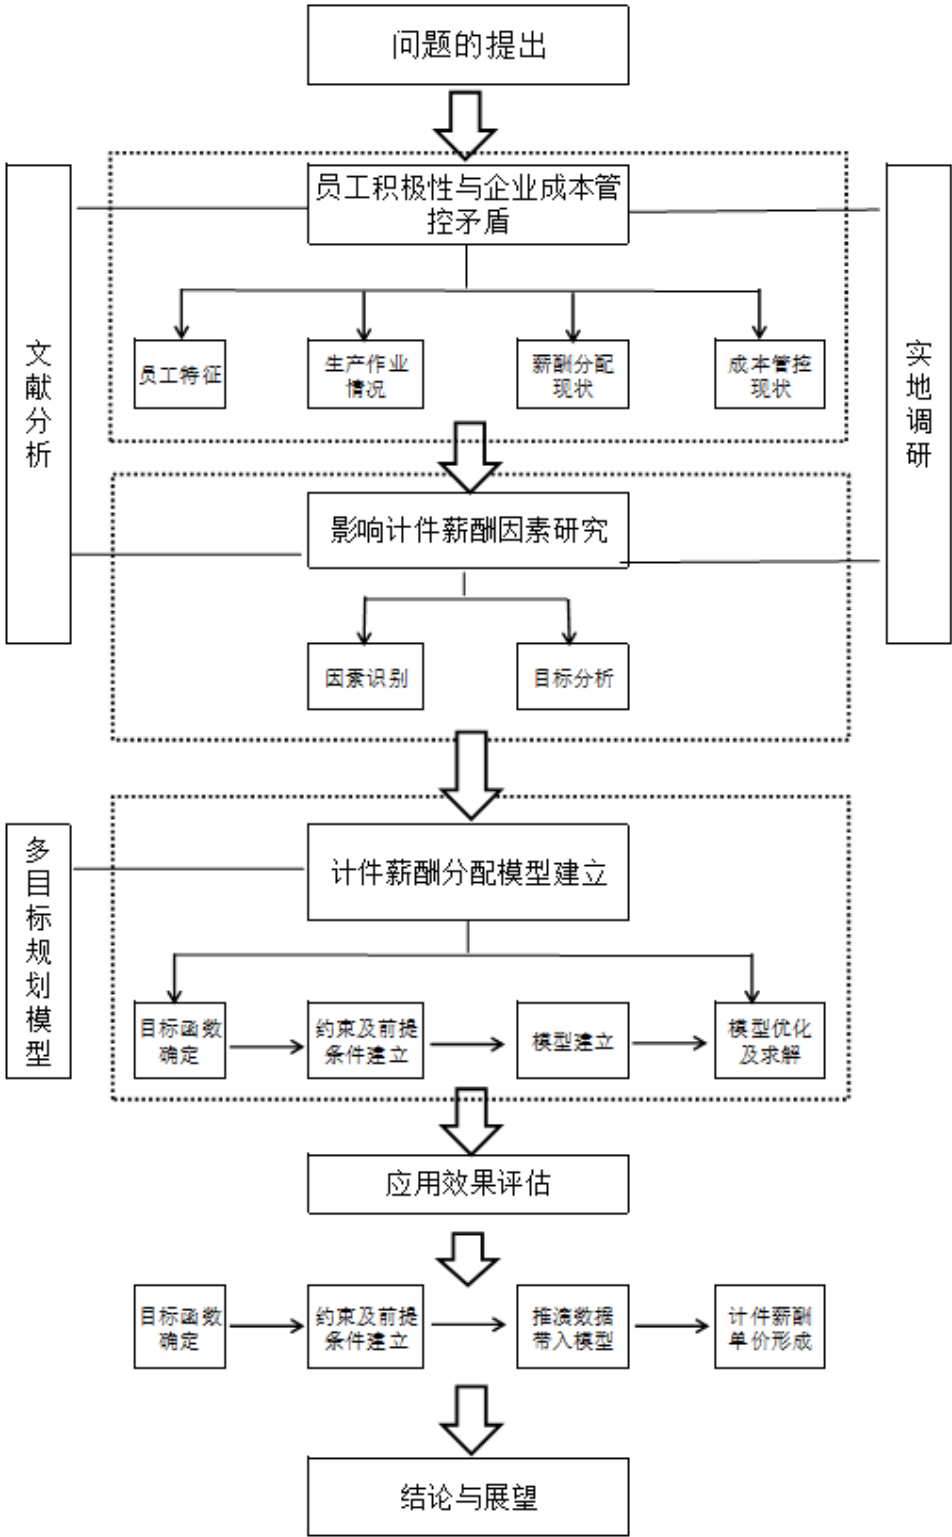 问题的提出
员工积极性与企业成本管
控矛盾
员工特征
生产作业
情况
薪酬分配
现状
成本管控
现状
文献分析
实地调研
影响计件薪酬因素研究
因素识别
目标分析
多目标规划模型
计件薪酬分配模型建立
目标函数
确定
约束及前提
条件建立
模型建立
模型优化
及求解
应用效果评估
目标函数
确定
约束及前提
条件建立
推演数据
带入模型
计件薪酬
单价形成
结论与展望